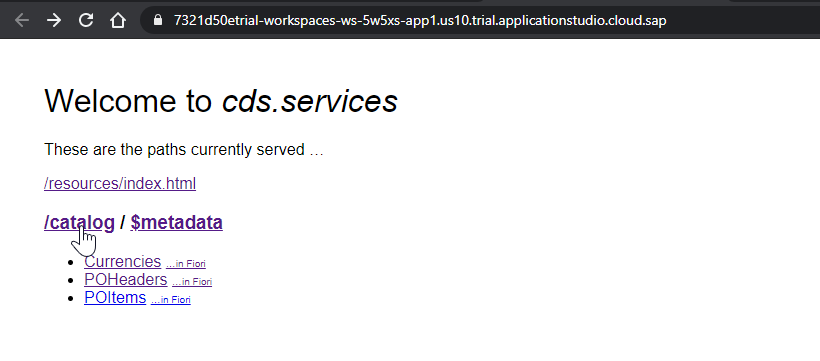 7321d50etrial-workspaces-ws-5w5xs-app1.us10.trial.applicationstudio.cloud.sap
Welcome to cds.services
These are the paths currently served …
/resources/index.html
/catalog / $metadata
Currencies ...in Fiori
POHeaders ...in Fiori
POItems ...in Fiori